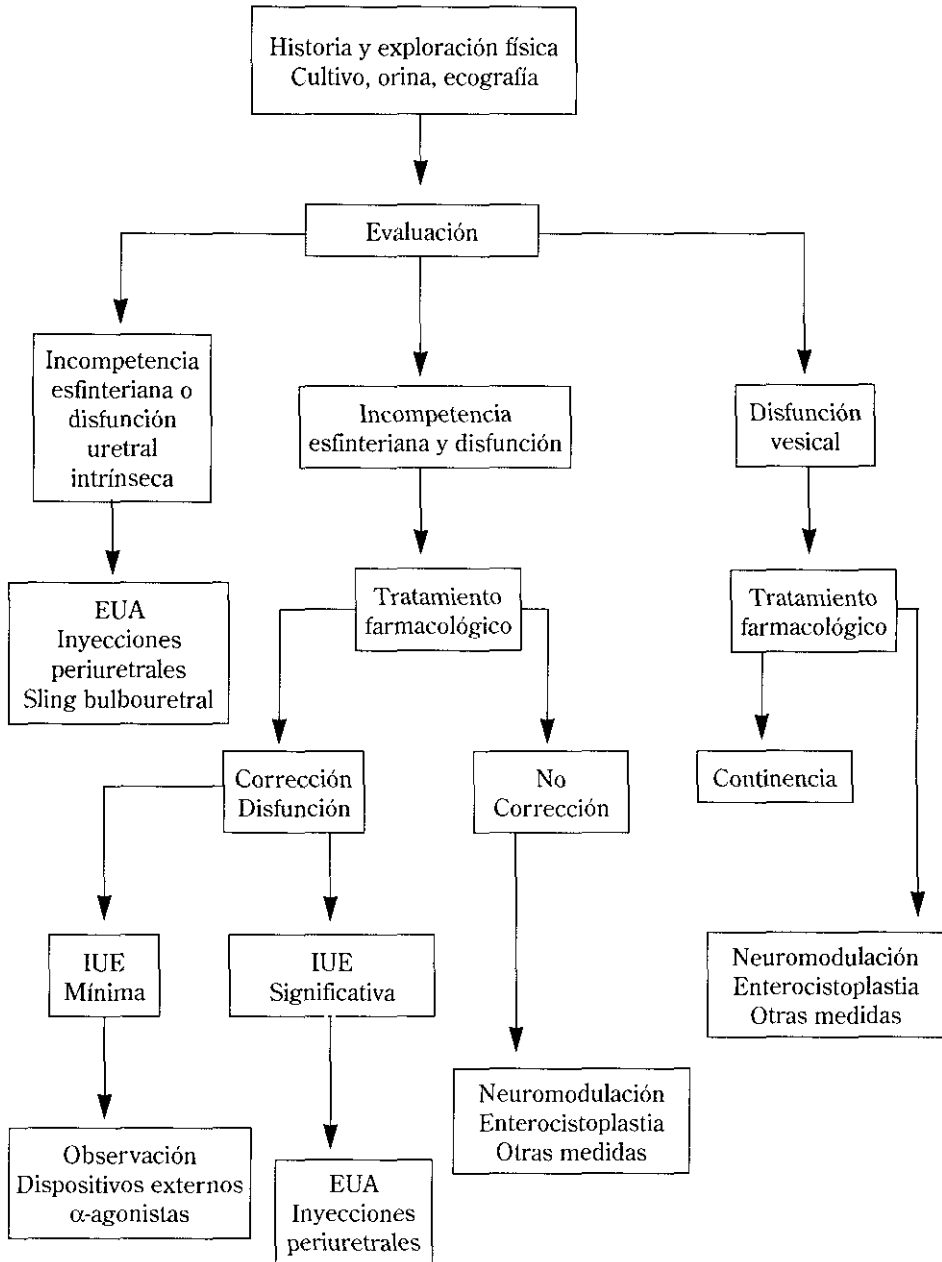 Historia y exploración física
Cultivo, orina, ecografía
Evaluación
Incompetencia
esfinteriana o
disfunción
uretral
intrínseca
Incompetencia
esfinteriana y disfunción
Disfunción
vesical
EUA
Inyecciones
periuretrales
Sling bulbouretral
Tratamiento
farmacológico
Tratamiento
farmacológico
Corrección
Disfunción
No
Corrección
Continencia
IUE
Mínima
IUE
Significativa
Neuromodulación
Enterocistoplastia
Otras medidas
Neuromodulación
Enterocistoplastia
Otras medidas
Observación
Dispositivos externos
α-agonistas
EUA
Inyecciones
periuretrales